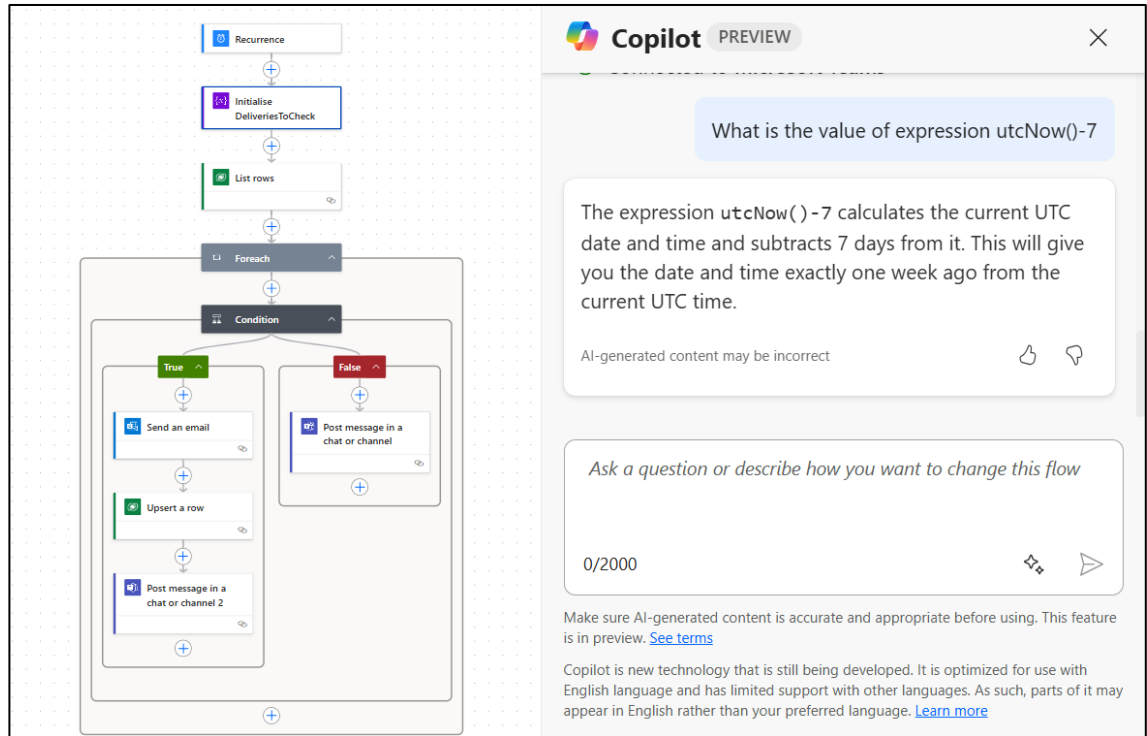 Recurrence
Initialise
DeliveriesToCheck
List rows
Foreach
Condition
True
False
Send an email
Post message in a
chat or channel
Upsert a row
Post message in a
chat or channel 2
Copilot PREVIEW
Connected to Microsoft Teams
What is the value of expression utcNow()-7
The expression utcNow()-7 calculates the current UTC
date and time and subtracts 7 days from it. This will give
you the date and time exactly one week ago from the
current UTC time.
AI-generated content may be incorrect
Ask a question or describe how you want to change this flow
0/2000
Make sure AI-generated content is accurate and appropriate before using. This feature
is in preview. See terms
Copilot is new technology that is still being developed. It is optimized for use with
English language and has limited support with other languages. As such, parts of it may
appear in English rather than your preferred language. Learn more